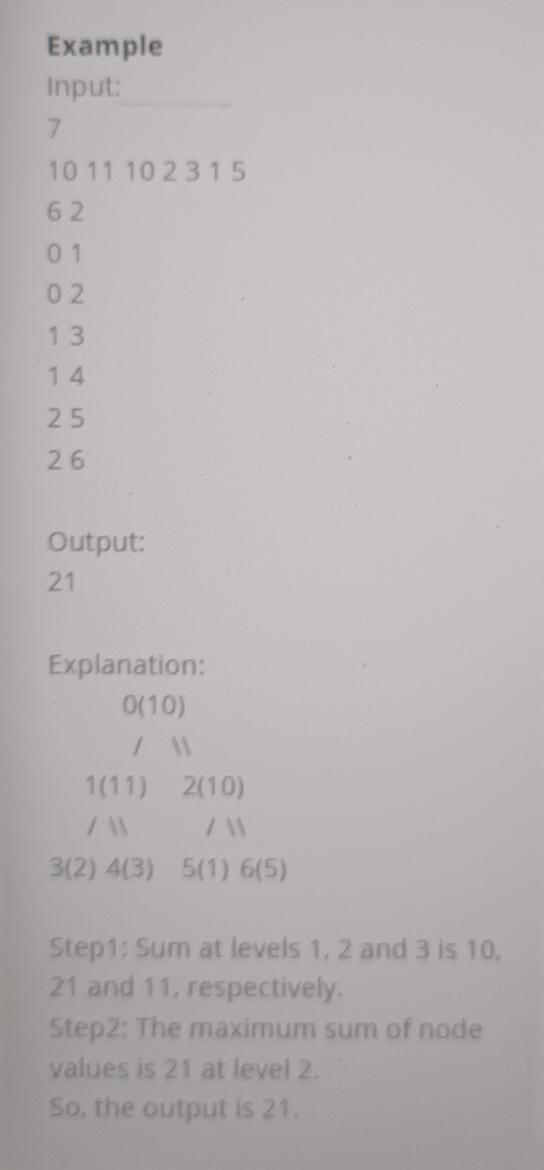 Example
Input:
7
10 11 10 2 3 1 5
6 2
0 1
0 2
1 3
1 4
2 5
2 6
Output:
21
Explanation:
0(10)
/ \\
1(11) 2(10)
/ \\ / \\
3(2) 4(3) 5(1) 6(5)
Step1: Sum at levels 1, 2 and 3 is 10,
21 and 11, respectively.
Step2: The maximum sum of node
values is 21 at level 2.
So, the output is 21.